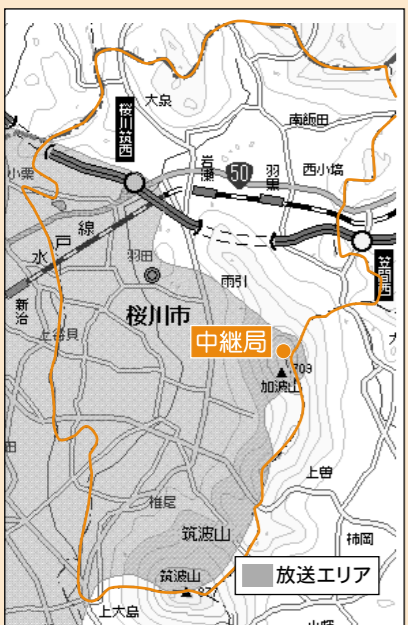 大泉
桜川筑西
南飯田
岩瀬
50
羽黒
西小塙
小栗
水戸線
羽田
雨引
笠間西
新治
桜川市
中継局
709
加波山
上谷貝
上曽
椎尾
筑波山
柿岡
筑波山
877
放送エリア
上大島